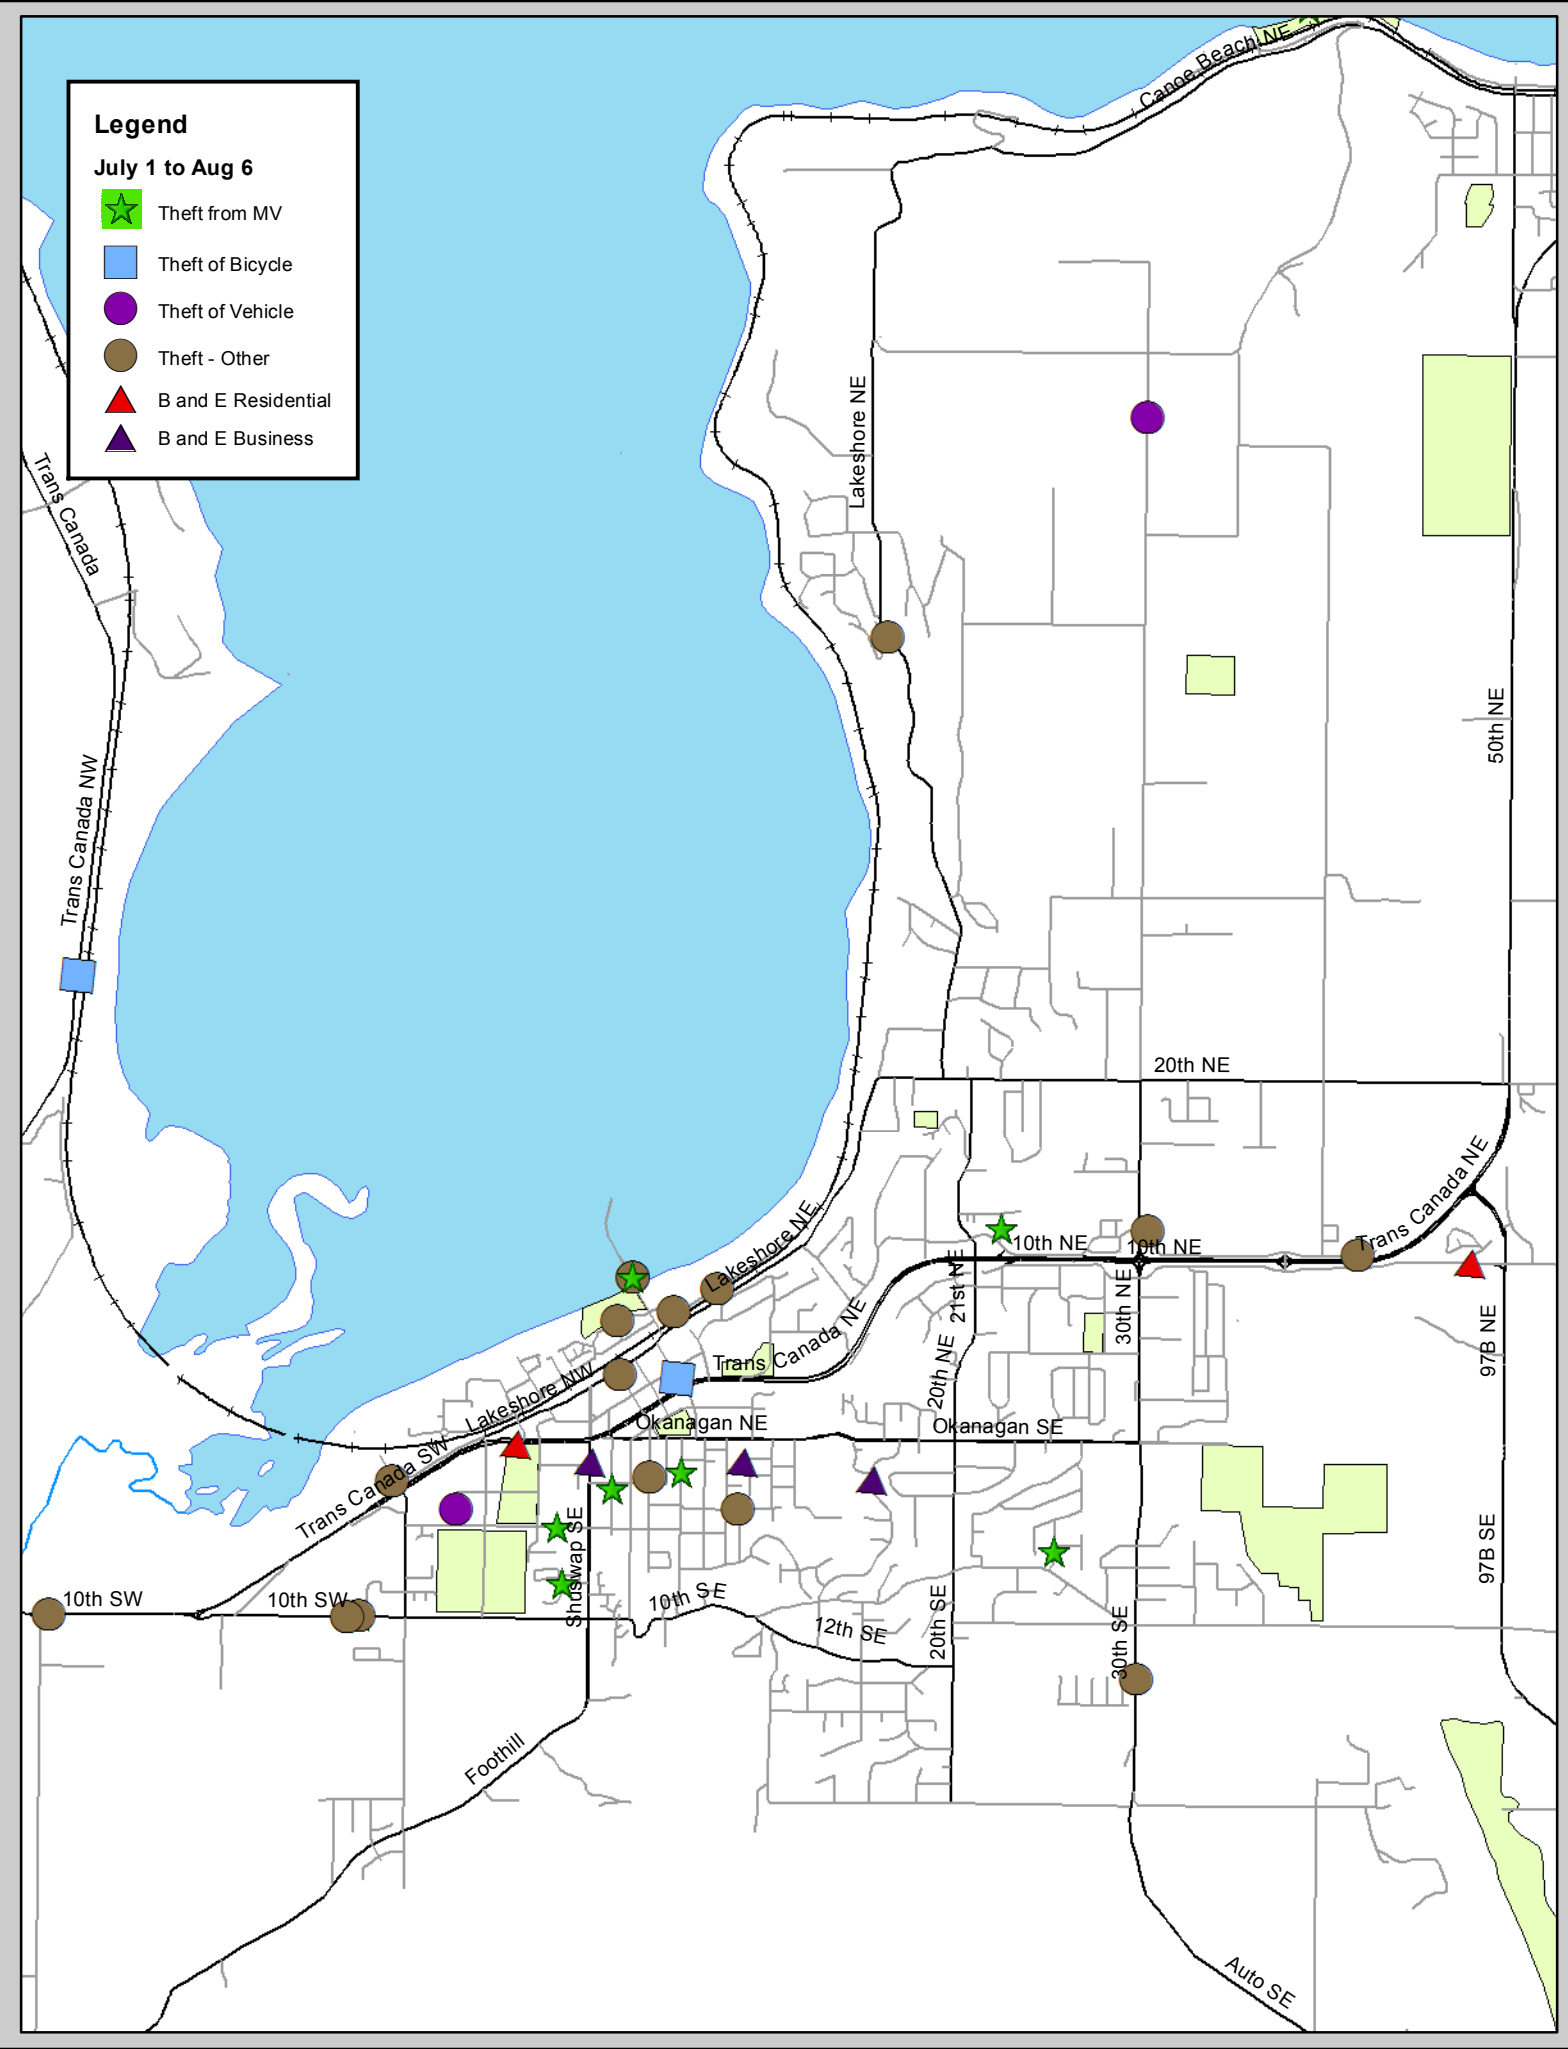 Canoe Beach NE
Legend
July 1 to Aug 6
Theft from MV
Theft of Bicycle
Theft of Vehicle
Theft - Other
B and E Residential
B and E Business
Lakeshore NE
Trans Canada
50th NE
Trans Canada NW
20th NE
Trans Canada NE
Lakeshore NE
10th NE
10th NE
21st NE
30th NE
97B NE
Trans Canada NE
20th NE
Lakeshore NW
Okanagan NE
Okanagan SE
Trans Canada SW
Shuswap SE
97B SE
10th SW
10th SW
10th SE
12th SE
20th SE
30th SE
Foothill
Auto SE